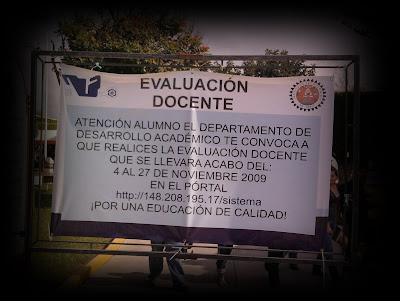 EVALUACIÓN
DOCENTE
ATENCIÓN ALUMNO EL DEPARTAMENTO DE
DESARROLLO ACADÉMICO TE CONVOCA A
QUE REALICES LA EVALUACIÓN DOCENTE
QUE SE LLEVARA ACABO DEL:
4 AL 27 DE NOVIEMBRE 2009
EN EL PORTAL
http://148.208.195.17/sistema
¡POR UNA EDUCACIÓN DE CALIDAD!